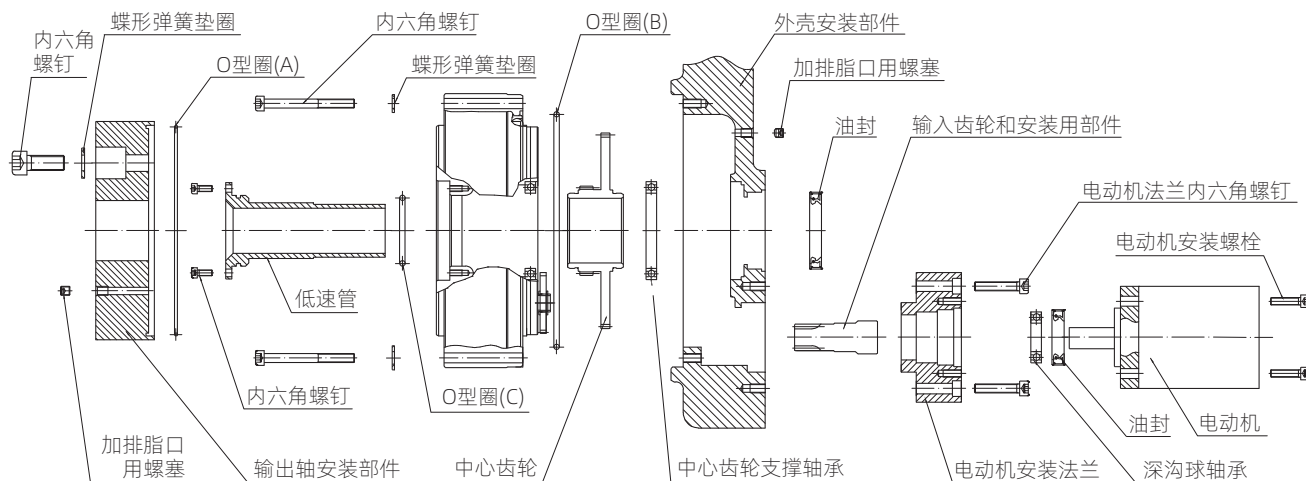 蝶形弹簧垫圈
内六角螺钉
O型圈(B)
外壳安装部件
内六角
螺钉
O型圈(A)
蝶形弹簧垫圈
加排脂口用螺塞
油封
输入齿轮和安装用部件
电动机法兰内六角螺钉
电动机安装螺栓
低速管
内六角螺钉
O型圈(C)
油封
电动机
加排脂口
用螺塞
输出轴安装部件
中心齿轮
中心齿轮支撑轴承
电动机安装法兰
深沟球轴承